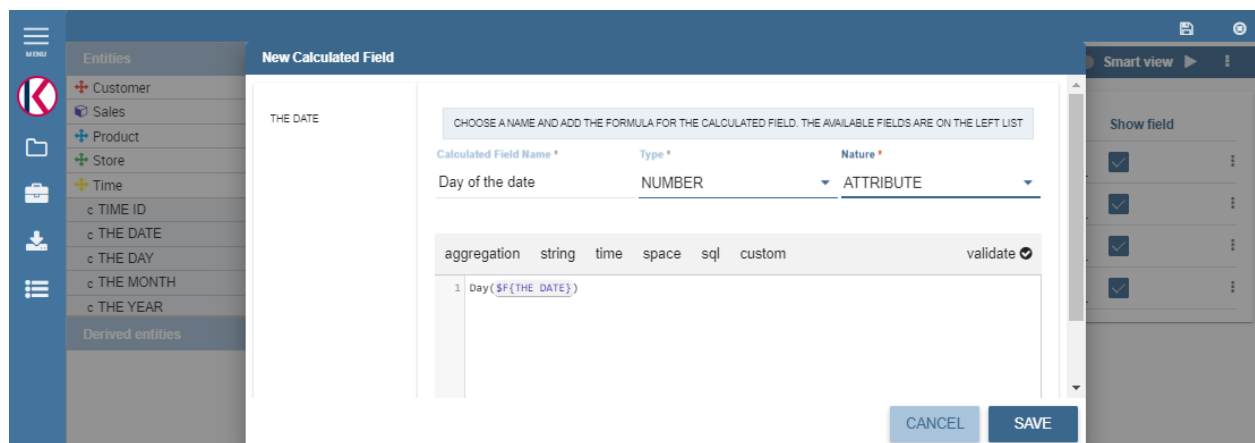 MENU
Entities
Customer
Sales
Product
Store
Time
c TIME ID
c THE DATE
c THE DAY
c THE MONTH
c THE YEAR
Derived entities
New Calculated Field
THE DATE
CHOOSE A NAME AND ADD THE FORMULA FOR THE CALCULATED FIELD. THE AVAILABLE FIELDS ARE ON THE LEFT LIST
Calculated Field Name * Type * Nature *
Day of the date NUMBER ATTRIBUTE
aggregation string time space sql custom validate
1 Day($F{THE DATE})
CANCEL SAVE
Smart view
Show field